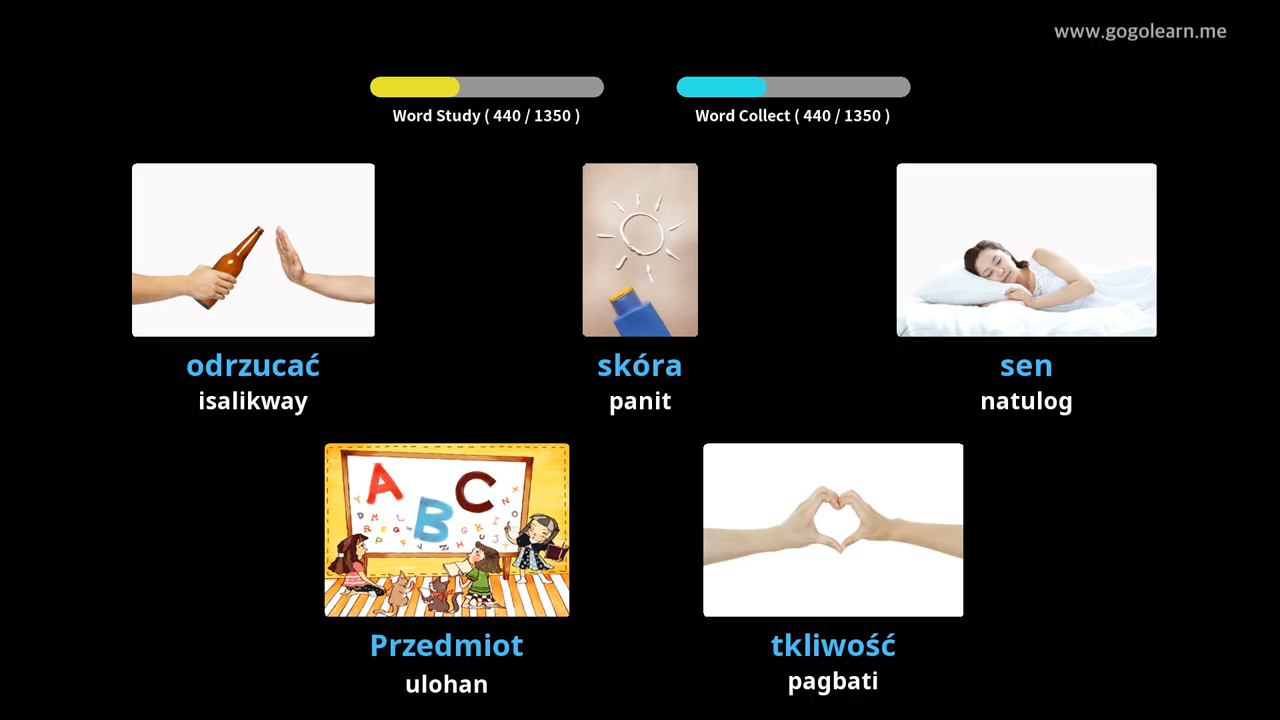 www.gogolearn.me
Word Study ( 440 / 1350 )
Word Collect ( 440 / 1350 )
odrzucać
isalikway
skóra
panit
sen
natulog
A B C
Przedmiot
ulohan
tkliwość
pagbati